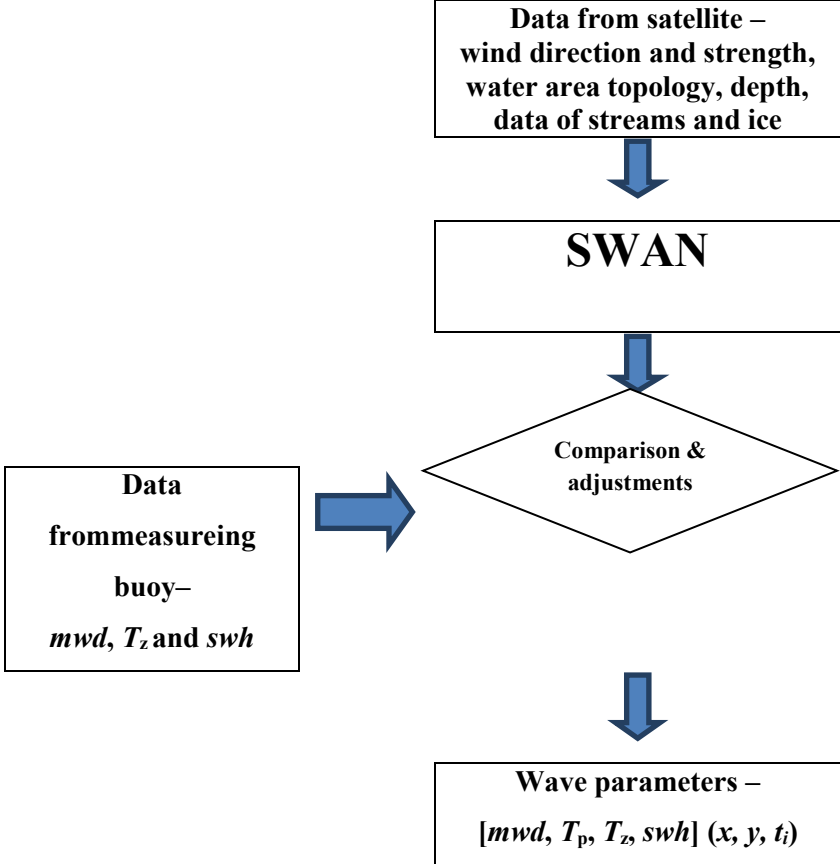 Data from satellite –
wind direction and strength,
water area topology, depth,
data of streams and ice
SWAN
Comparison &
adjustments
Data
frommeasureing
buoy–
mwd, Tz and swh
Wave parameters –
[mwd, Tp, Tz, swh] (x, y, ti)